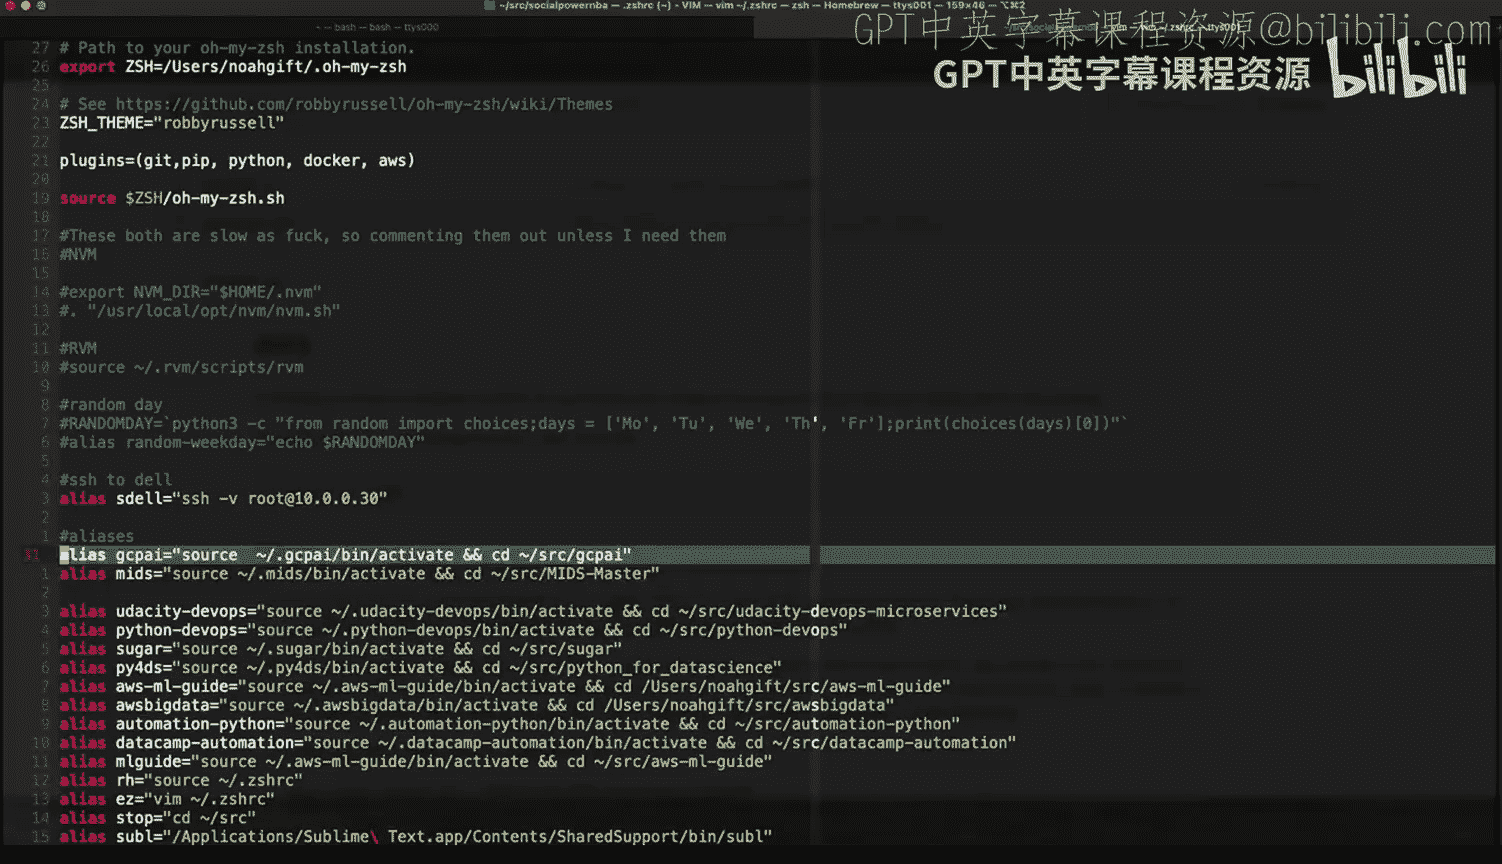 ~/src/socialpowernba — .zshrc (~) - VIM — vim ~/.zshrc — zsh — Homebrew — ttys001 — 159×46 — ⌥⌘2
~ — bash — bash — ttys000
GPT中英字幕课程资源@bilibili.com
GPT中英字幕课程资源 bilibili
27 # Path to your oh-my-zsh installation.
26 export ZSH=/Users/noahgift/.oh-my-zsh
25
24 # See https://github.com/robbyrussell/oh-my-zsh/wiki/Themes
23 ZSH_THEME="robbyrussell"
22
21 plugins=(git,pip, python, docker, aws)
20
19 source $ZSH/oh-my-zsh.sh
18
17 #These both are slow as fuck, so commenting them out unless I need them
16 #NVM
15
14 #export NVM_DIR="$HOME/.nvm"
13 #. "/usr/local/opt/nvm/nvm.sh"
12
11 #RVM
10 #source ~/.rvm/scripts/rvm
9
8 #random day
7 #RANDOMDAY=`python3 -c "from random import choices;days = ['Mo', 'Tu', 'We', 'Th', 'Fr'];print(choices(days)[0])"`
6 #alias random-weekday="echo $RANDOMDAY"
5
4 #ssh to dell
3 alias sdell="ssh -v root@10.0.0.30"
2
1 #aliases
31 alias gcpai="source  ~/.gcpai/bin/activate && cd ~/src/gcpai"
1 alias mids="source ~/.mids/bin/activate && cd ~/src/MIDS-Master"
2
3 alias udacity-devops="source ~/.udacity-devops/bin/activate && cd ~/src/udacity-devops-microservices"
4 alias python-devops="source ~/.python-devops/bin/activate && cd ~/src/python-devops"
5 alias sugar="source ~/.sugar/bin/activate && cd ~/src/sugar"
6 alias py4ds="source ~/.py4ds/bin/activate && cd ~/src/python_for_datascience"
7 alias aws-ml-guide="source ~/.aws-ml-guide/bin/activate && cd /Users/noahgift/src/aws-ml-guide"
8 alias awsbigdata="source ~/.awsbigdata/bin/activate && cd /Users/noahgift/src/awsbigdata"
9 alias automation-python="source ~/.automation-python/bin/activate && cd ~/src/automation-python"
10 alias datacamp-automation="source ~/.datacamp-automation/bin/activate && cd ~/src/datacamp-automation"
11 alias mlguide="source ~/.aws-ml-guide/bin/activate && cd ~/src/aws-ml-guide"
12 alias rh="source ~/.zshrc"
13 alias ez="vim ~/.zshrc"
14 alias stop="cd ~/src"
15 alias subl="/Applications/Sublime\ Text.app/Contents/SharedSupport/bin/subl"